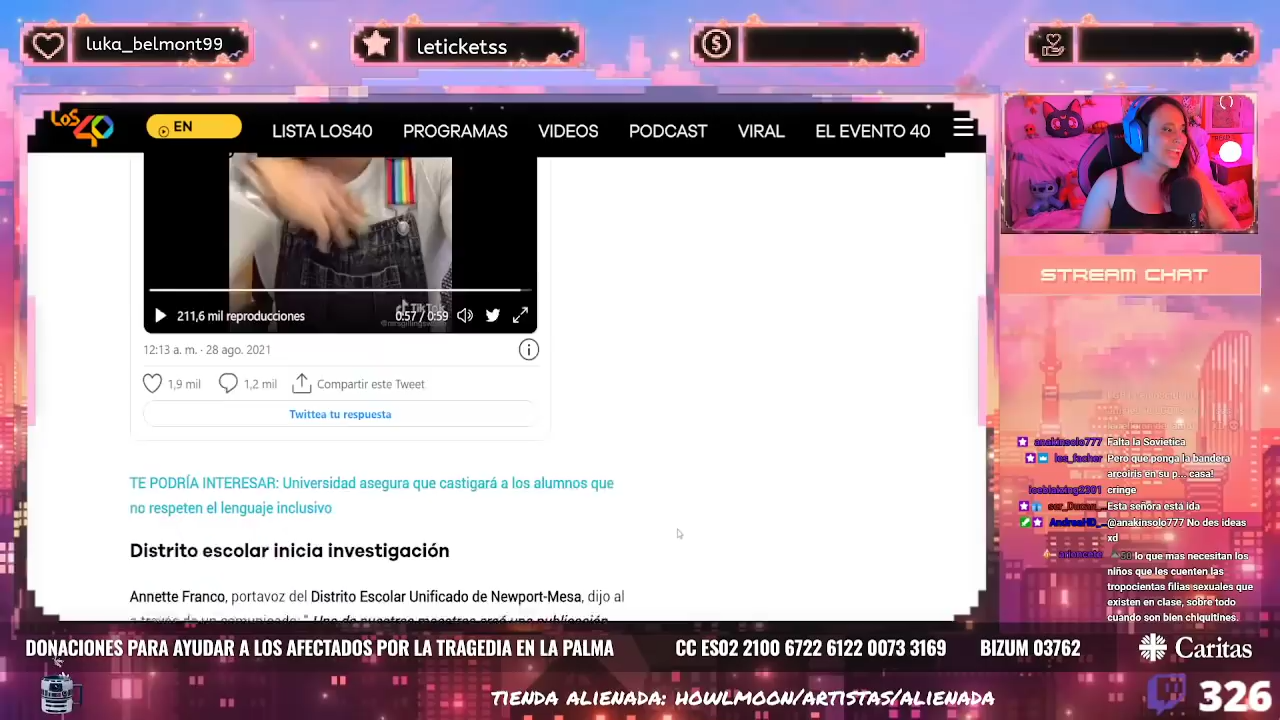 luka_belmont99
leticketss
LOS40
EN
LISTA LOS40
PROGRAMAS
VIDEOS
PODCAST
VIRAL
EL EVENTO 40
TikTok
211,6 mil reproducciones
0:57 / 0:59
12:13 a. m. · 28 ago. 2021
1,9 mil
1,2 mil
Compartir este Tweet
Twittea tu respuesta
TE PODRÍA INTERESAR: Universidad asegura que castigará a los alumnos que
no respeten el lenguaje inclusivo
Distrito escolar inicia investigación
Annette Franco, portavoz del Distrito Escolar Unificado de Newport-Mesa, dijo al
STREAM CHAT
anakinsolo777 Falta la Sovietica
los_facher Pero que ponga la bandera
arcoiris en su p... casa!
cringe
Esta señora está ida
AndreaHD_ @anakinsolo777 No des ideas
xd
lo que mas necesitan los
niños que les cuenten las
tropocientas filias sexuales que
existen en clase, sobre todo
cuándo son bien chiquitines.
DONACIONES PARA AYUDAR A LOS AFECTADOS POR LA TRAGEDIA EN LA PALMA
CC ES02 2100 6722 6122 0073 3169
BIZUM 03762
Caritas
TIENDA ALIENADA: HOWLMOON/ARTISTAS/ALIENADA
326